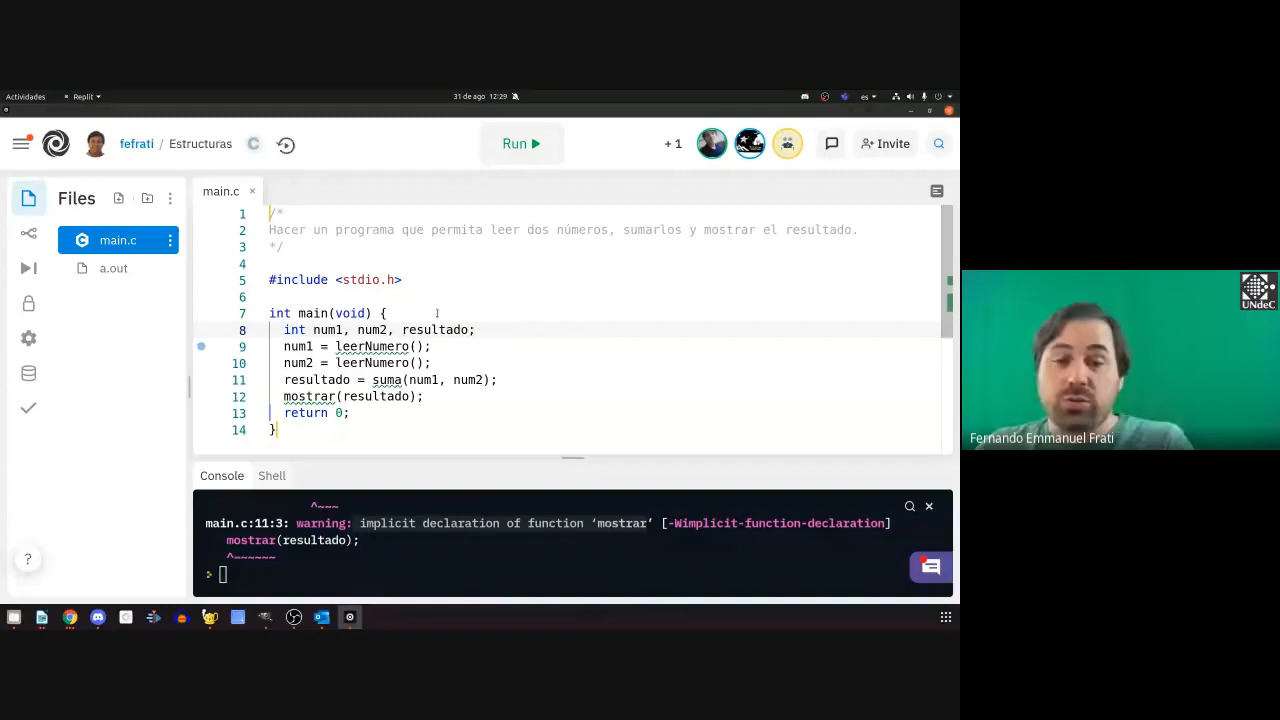 Actividades Replit 31 de ago 12:29 es
fefrati / Estructuras C Run + 1 Invite
Files main.c ×
main.c
a.out
1 /*
2 Hacer un programa que permita leer dos números, sumarlos y mostrar el resultado.
3 */
4
5 #include <stdio.h>
6
7 int main(void) {
8 int num1, num2, resultado;
9 num1 = leerNumero();
10 num2 = leerNumero();
11 resultado = suma(num1, num2);
12 mostrar(resultado);
13 return 0;
14 }
Console Shell
^~~~
main.c:11:3: warning: implicit declaration of function ‘mostrar’ [-Wimplicit-function-declaration]
mostrar(resultado);
^~~~~~~
>
?
UNdeC
Fernando Emmanuel Frati